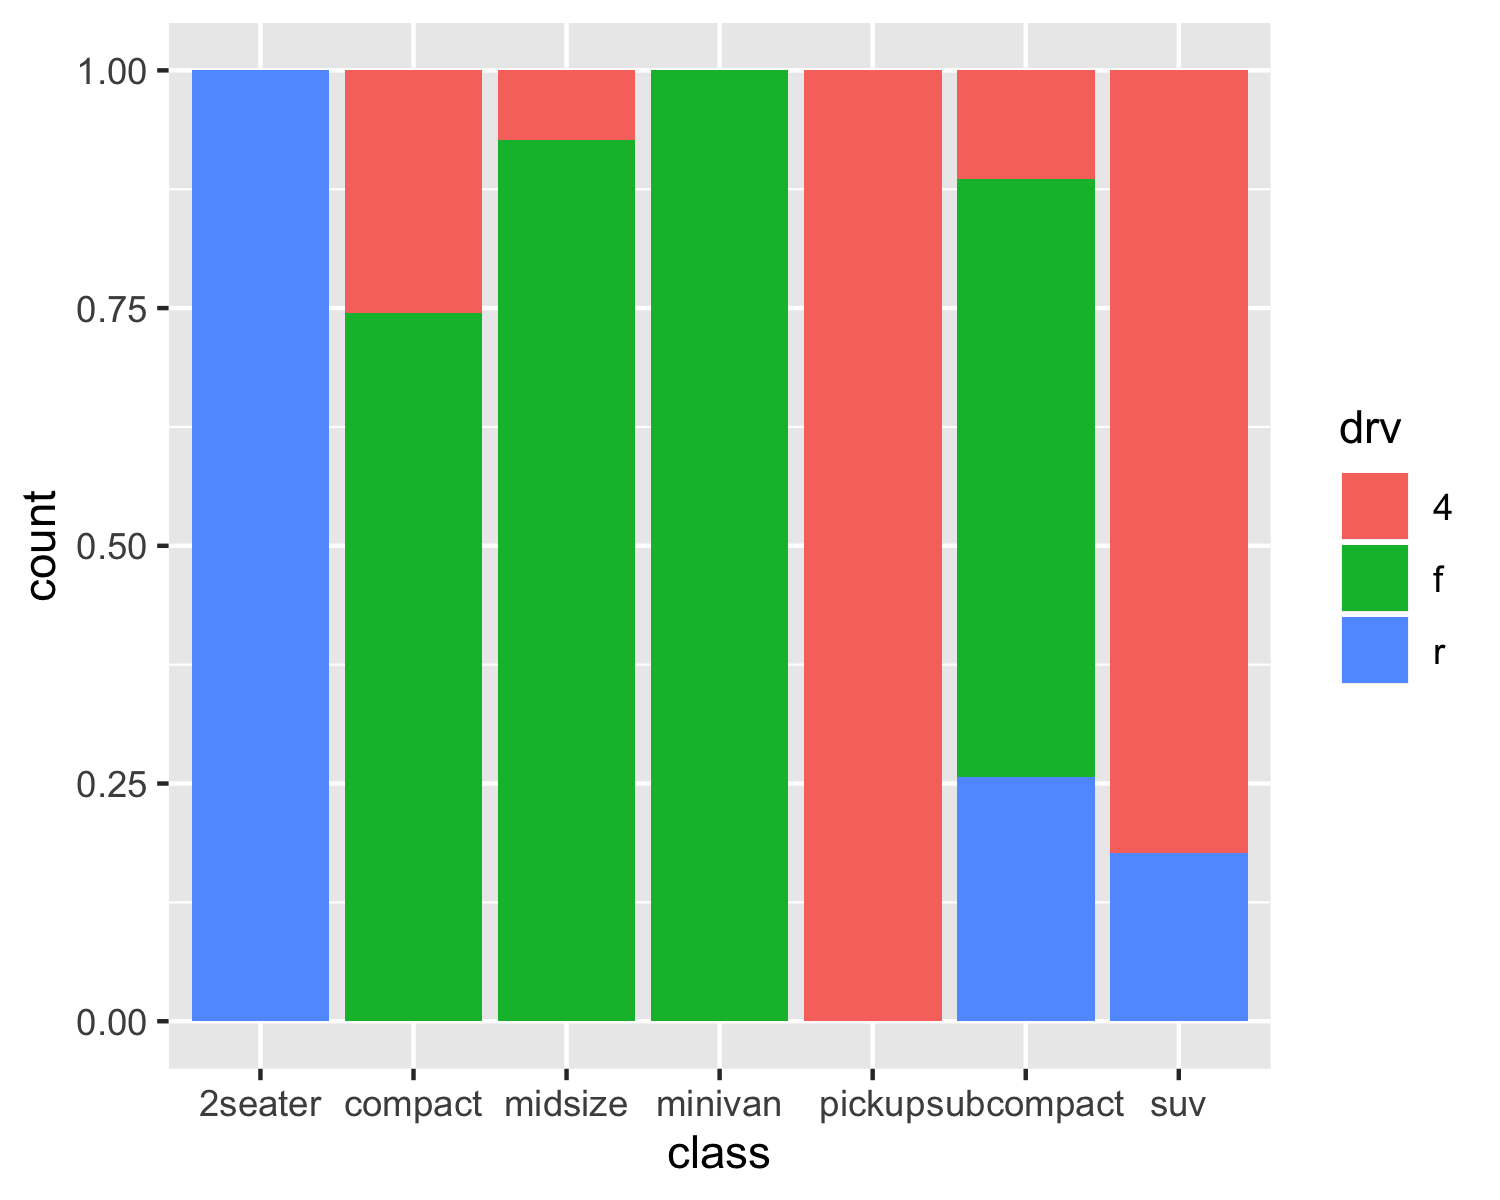 1.00
0.75
0.50
0.25
0.00
count
2seater compact midsize minivan pickup subcompact suv
class
drv
4
f
r